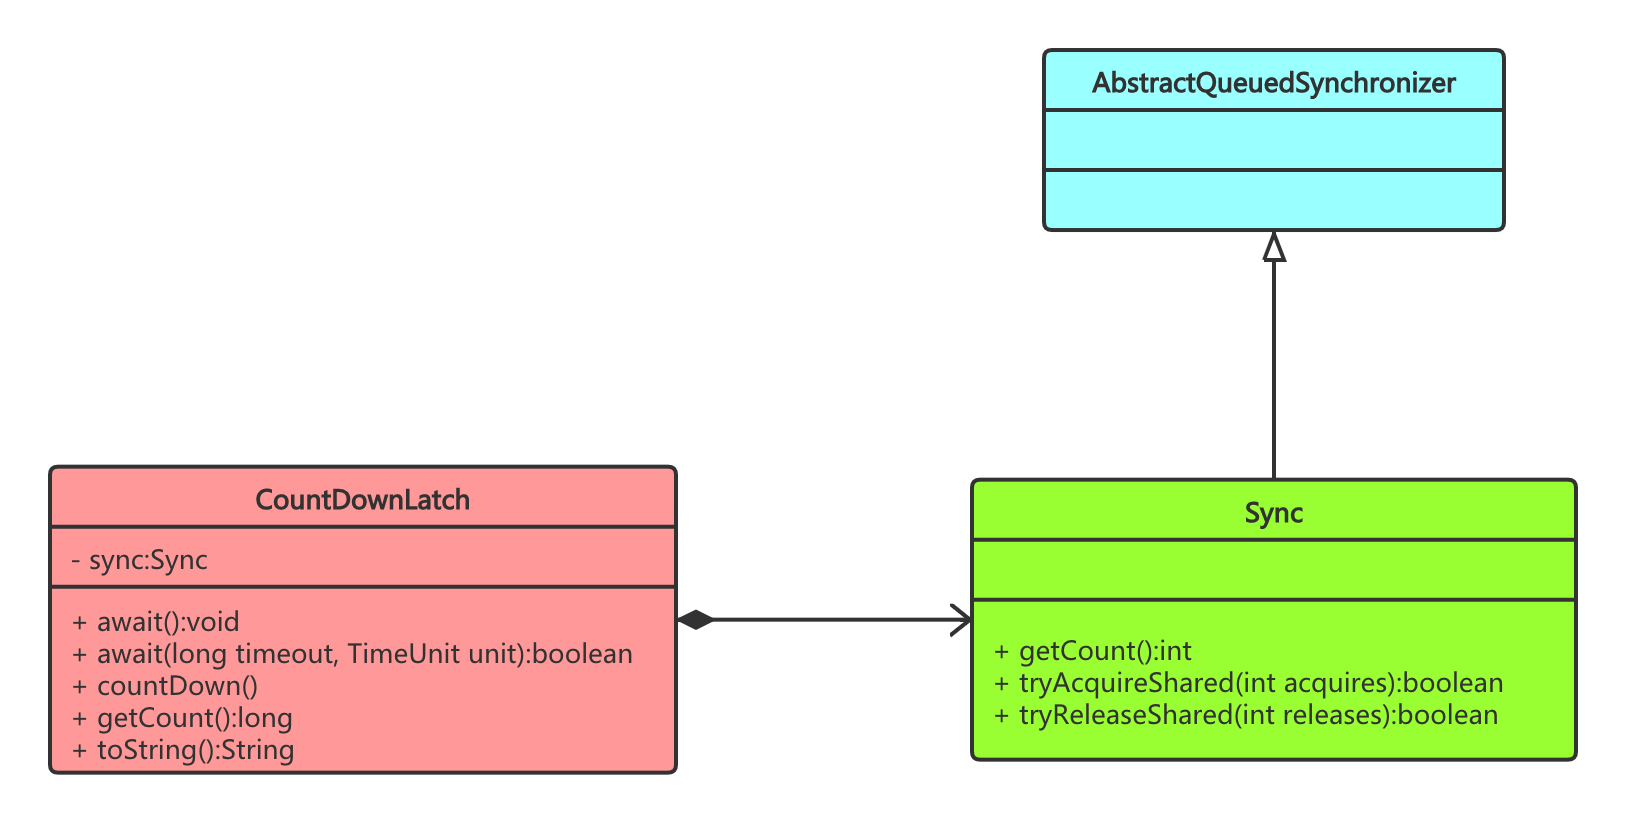 AbstractQueuedSynchronizer
CountDownLatch
- sync:Sync
+ await():void
+ await(long timeout, TimeUnit unit):boolean
+ countDown()
+ getCount():long
+ toString():String
Sync
+ getCount():int
+ tryAcquireShared(int acquires):boolean
+ tryReleaseShared(int releases):boolean